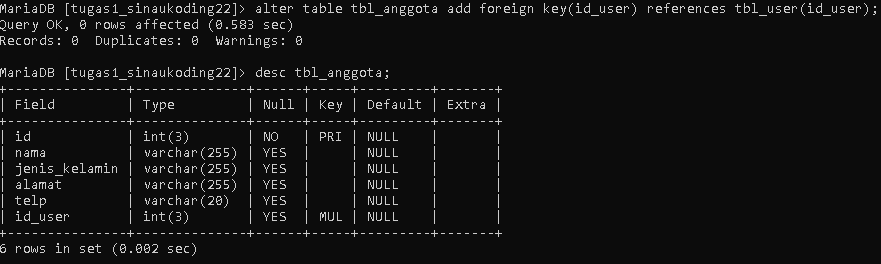 MariaDB [tugas1_sinaukoding22]> alter table tbl_anggota add foreign key(id_user) references tbl_user(id_user);
Query OK, 0 rows affected (0.583 sec)
Records: 0  Duplicates: 0  Warnings: 0

MariaDB [tugas1_sinaukoding22]> desc tbl_anggota;
+---------------+--------------+------+-----+---------+-------+
| Field         | Type         | Null | Key | Default | Extra |
+---------------+--------------+------+-----+---------+-------+
| id            | int(3)       | NO   | PRI | NULL    |       |
| nama          | varchar(255) | YES  |     | NULL    |       |
| jenis_kelamin | varchar(255) | YES  |     | NULL    |       |
| alamat        | varchar(255) | YES  |     | NULL    |       |
| telp          | varchar(20)  | YES  |     | NULL    |       |
| id_user       | int(3)       | YES  | MUL | NULL    |       |
+---------------+--------------+------+-----+---------+-------+
6 rows in set (0.002 sec)